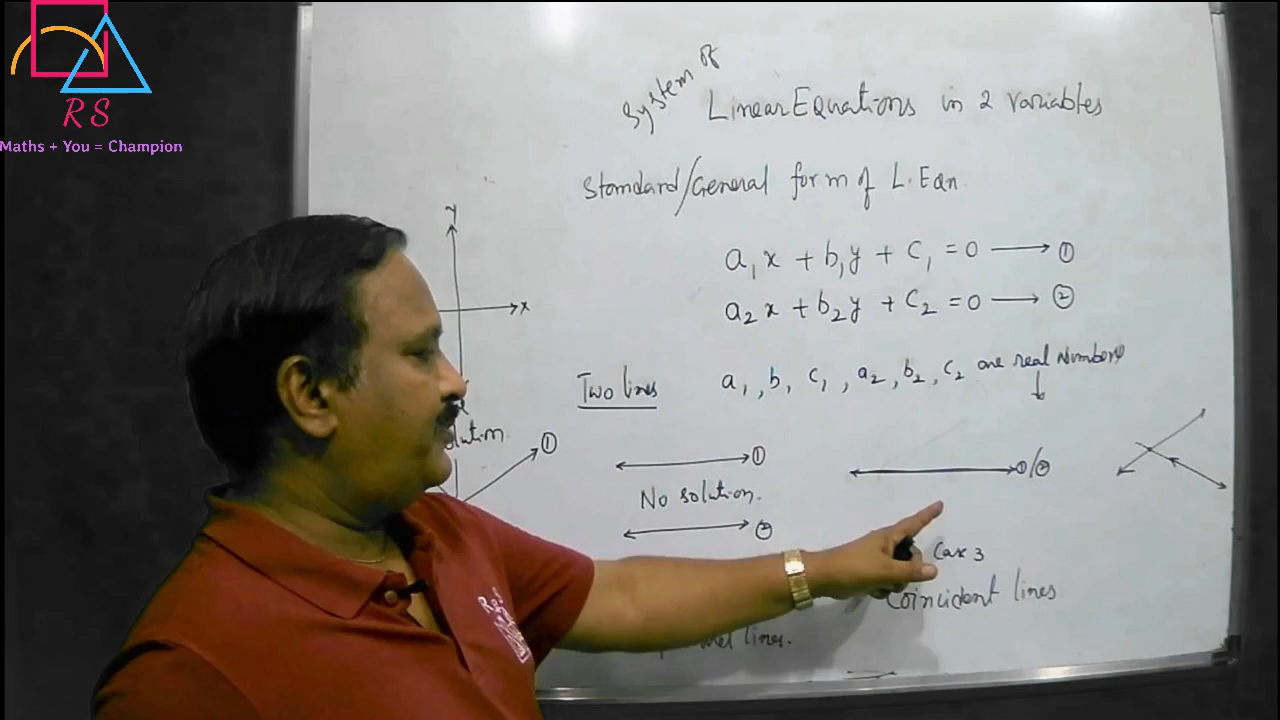 RS
Maths + You = Champion
System of
Linear Equations in 2 variables
Standard/General form of L.Eqn
a₁x + b₁y + c₁ = 0 ⟶ ①
a₂x + b₂y + c₂ = 0 ⟶ ②
Two lines
a₁, b₁ c₁, a₂, b₂, c₂ are real Numbers
y
x
lution
①
①
No solution.
②
①/②
Case 3
Coincident lines
lines.
R.S